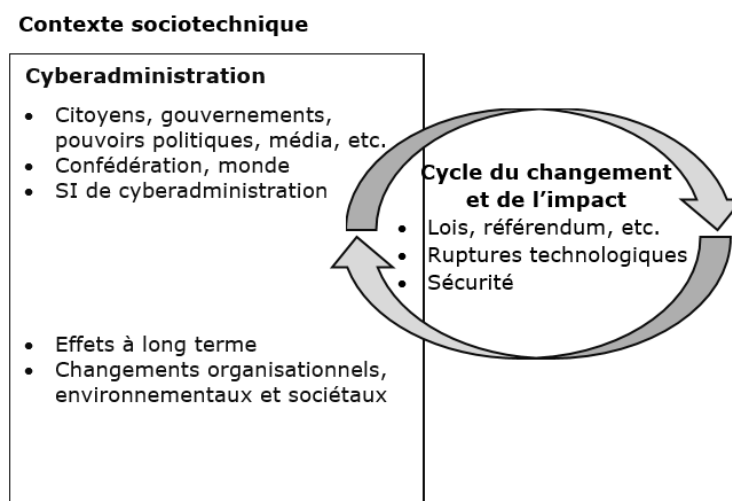 Contexte sociotechnique
Cyberadministration
• Citoyens, gouvernements,
pouvoirs politiques, média, etc.
• Confédération, monde
• SI de cyberadministration
• Effets à long terme
• Changements organisationnels,
environnementaux et sociétaux
Cycle du changement
et de l’impact
• Lois, référendum, etc.
• Ruptures technologiques
• Sécurité